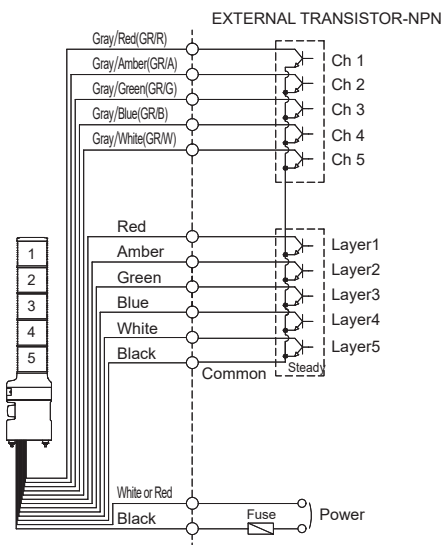 EXTERNAL TRANSISTOR-NPN
Gray/Red(GR/R)
Ch 1
Gray/Amber(GR/A)
Ch 2
Gray/Green(GR/G)
Ch 3
Gray/Blue(GR/B)
Ch 4
Gray/White(GR/W)
Ch 5
Red
Layer1
Amber
Layer2
Green
Layer3
Blue
Layer4
White
Layer5
Black
Common
Steady
1
2
3
4
5
White or Red
Black
Fuse
Power